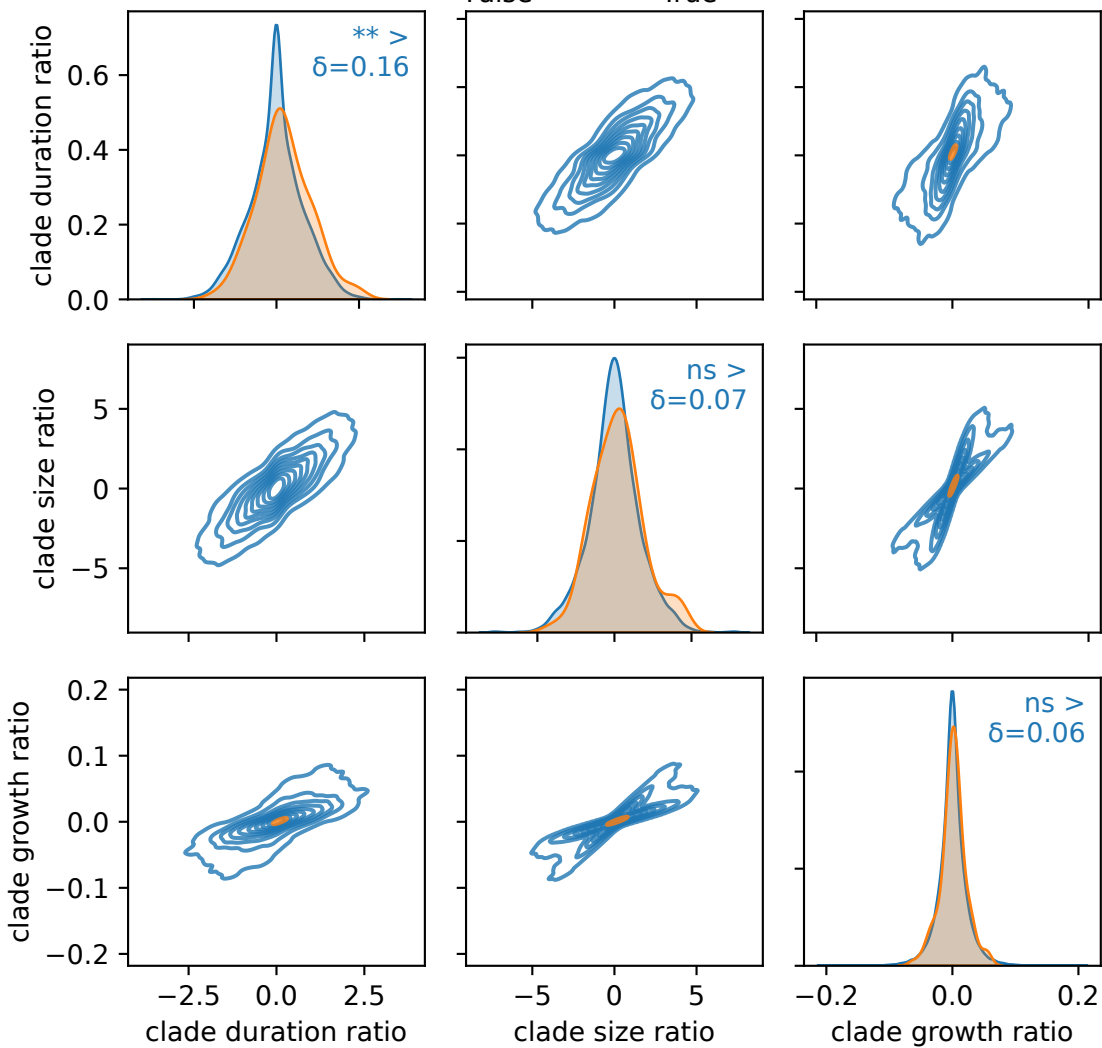 clade duration ratio
0.6
0.4
0.2
0.0
** >
δ=0.16
clade size ratio
5
0
−5
ns >
δ=0.07
clade growth ratio
0.2
0.1
0.0
−0.1
−0.2
ns >
δ=0.06
−2.5 0.0 2.5
clade duration ratio
−5 0 5
clade size ratio
−0.2 0.0 0.2
clade growth ratio